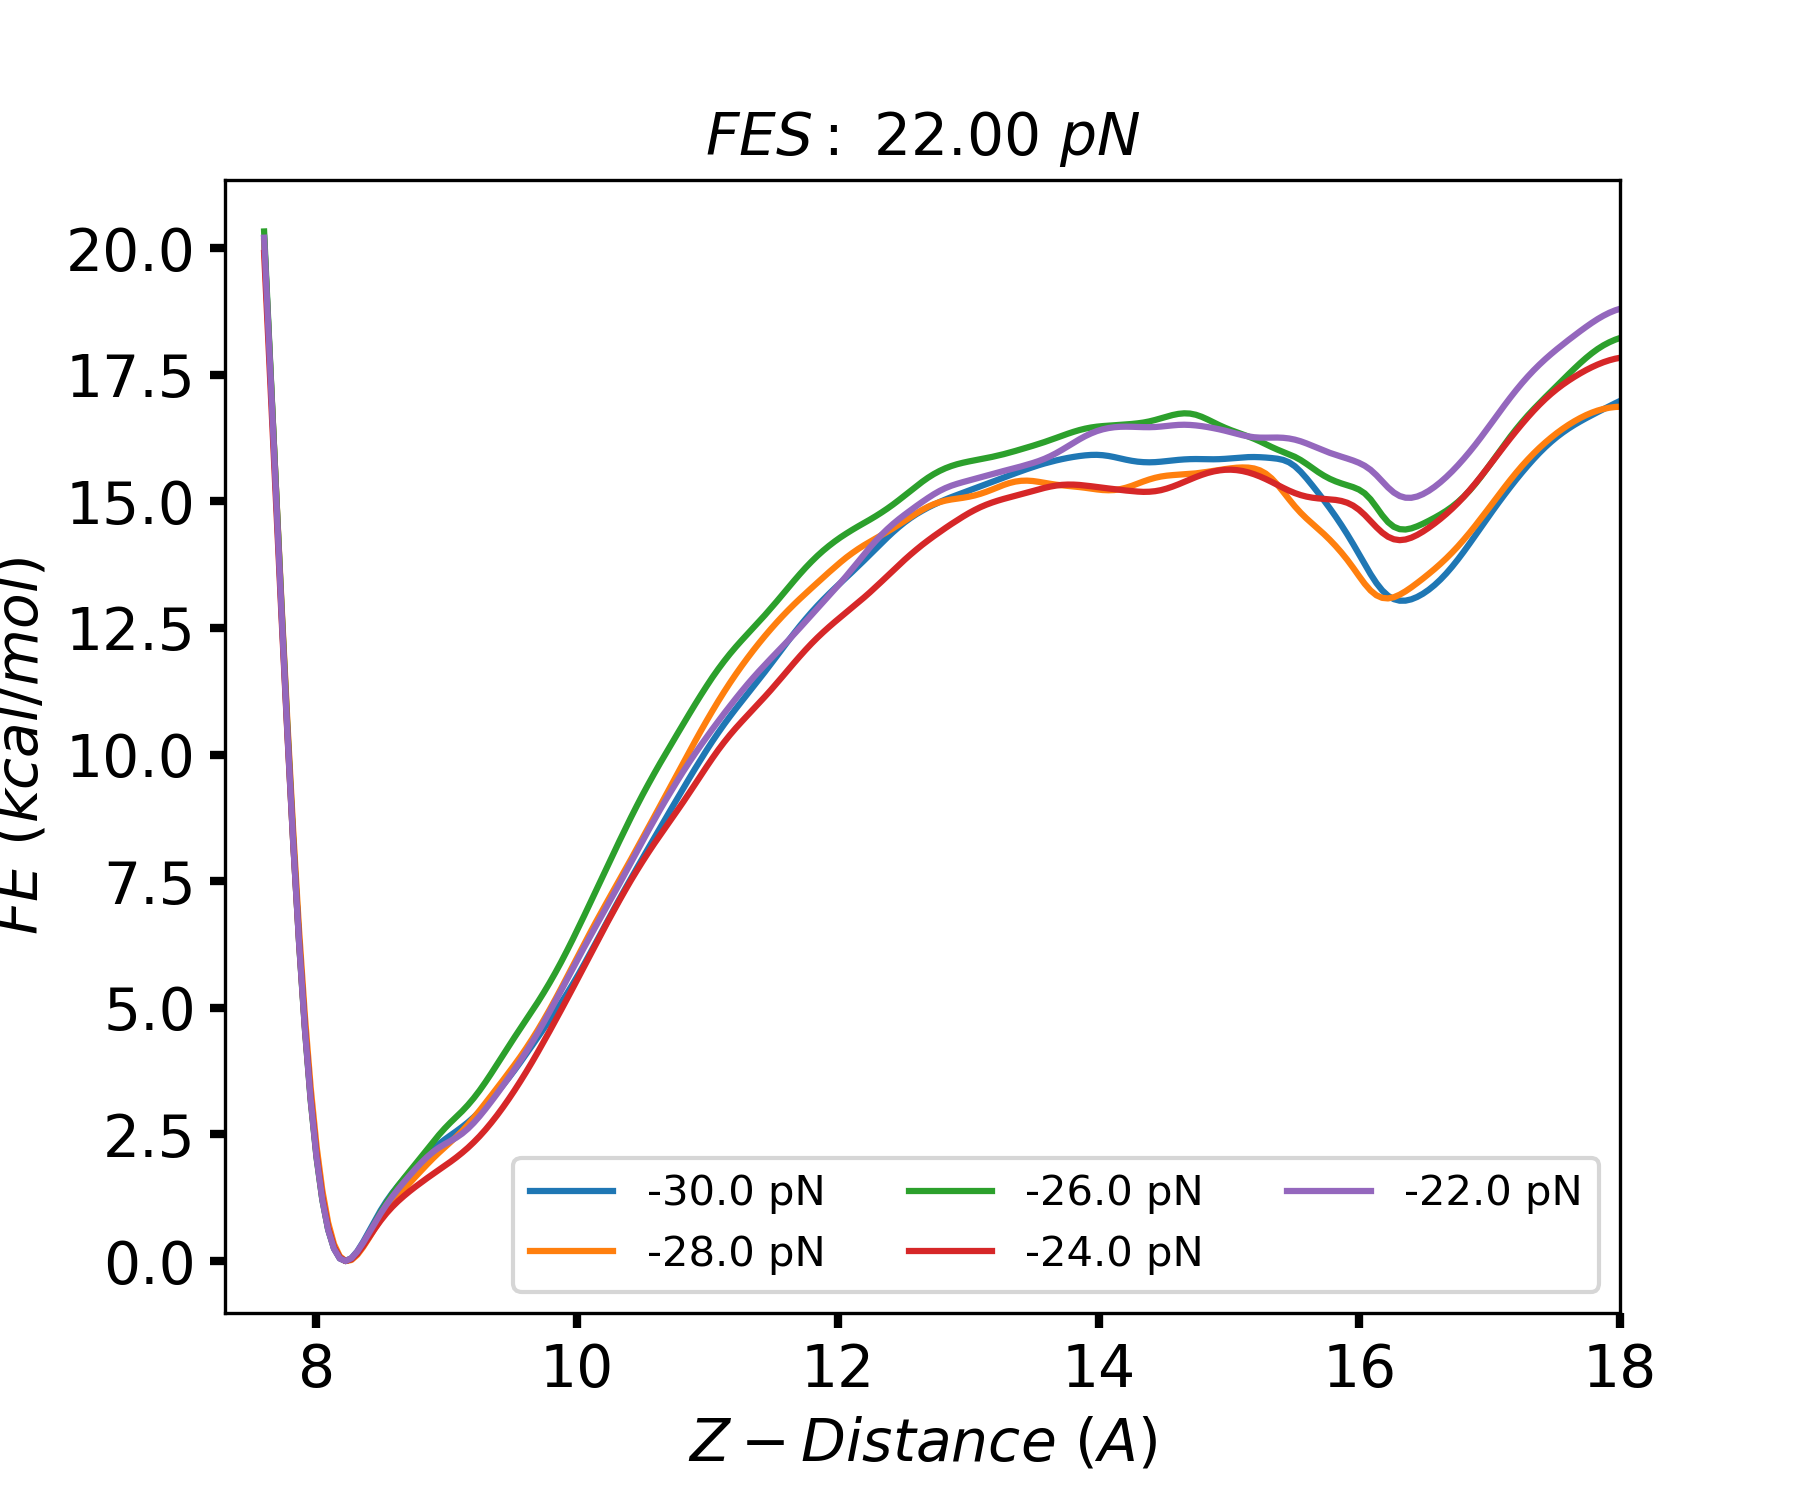 FES: 22.00 pN
FE (kcal/mol)
20.0
17.5
15.0
12.5
10.0
7.5
5.0
2.5
0.0
-30.0 pN -26.0 pN -22.0 pN
-28.0 pN -24.0 pN
8 10 12 14 16 18
Z − Distance (A)